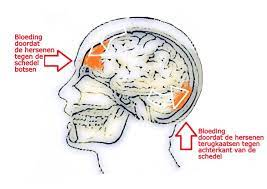 Bloeding
doordat
de hersenen
tegen de
schedel
botsen
Bloeding
doordat de hersenen
terugkaatsen tegen
achterkant van de
schedel